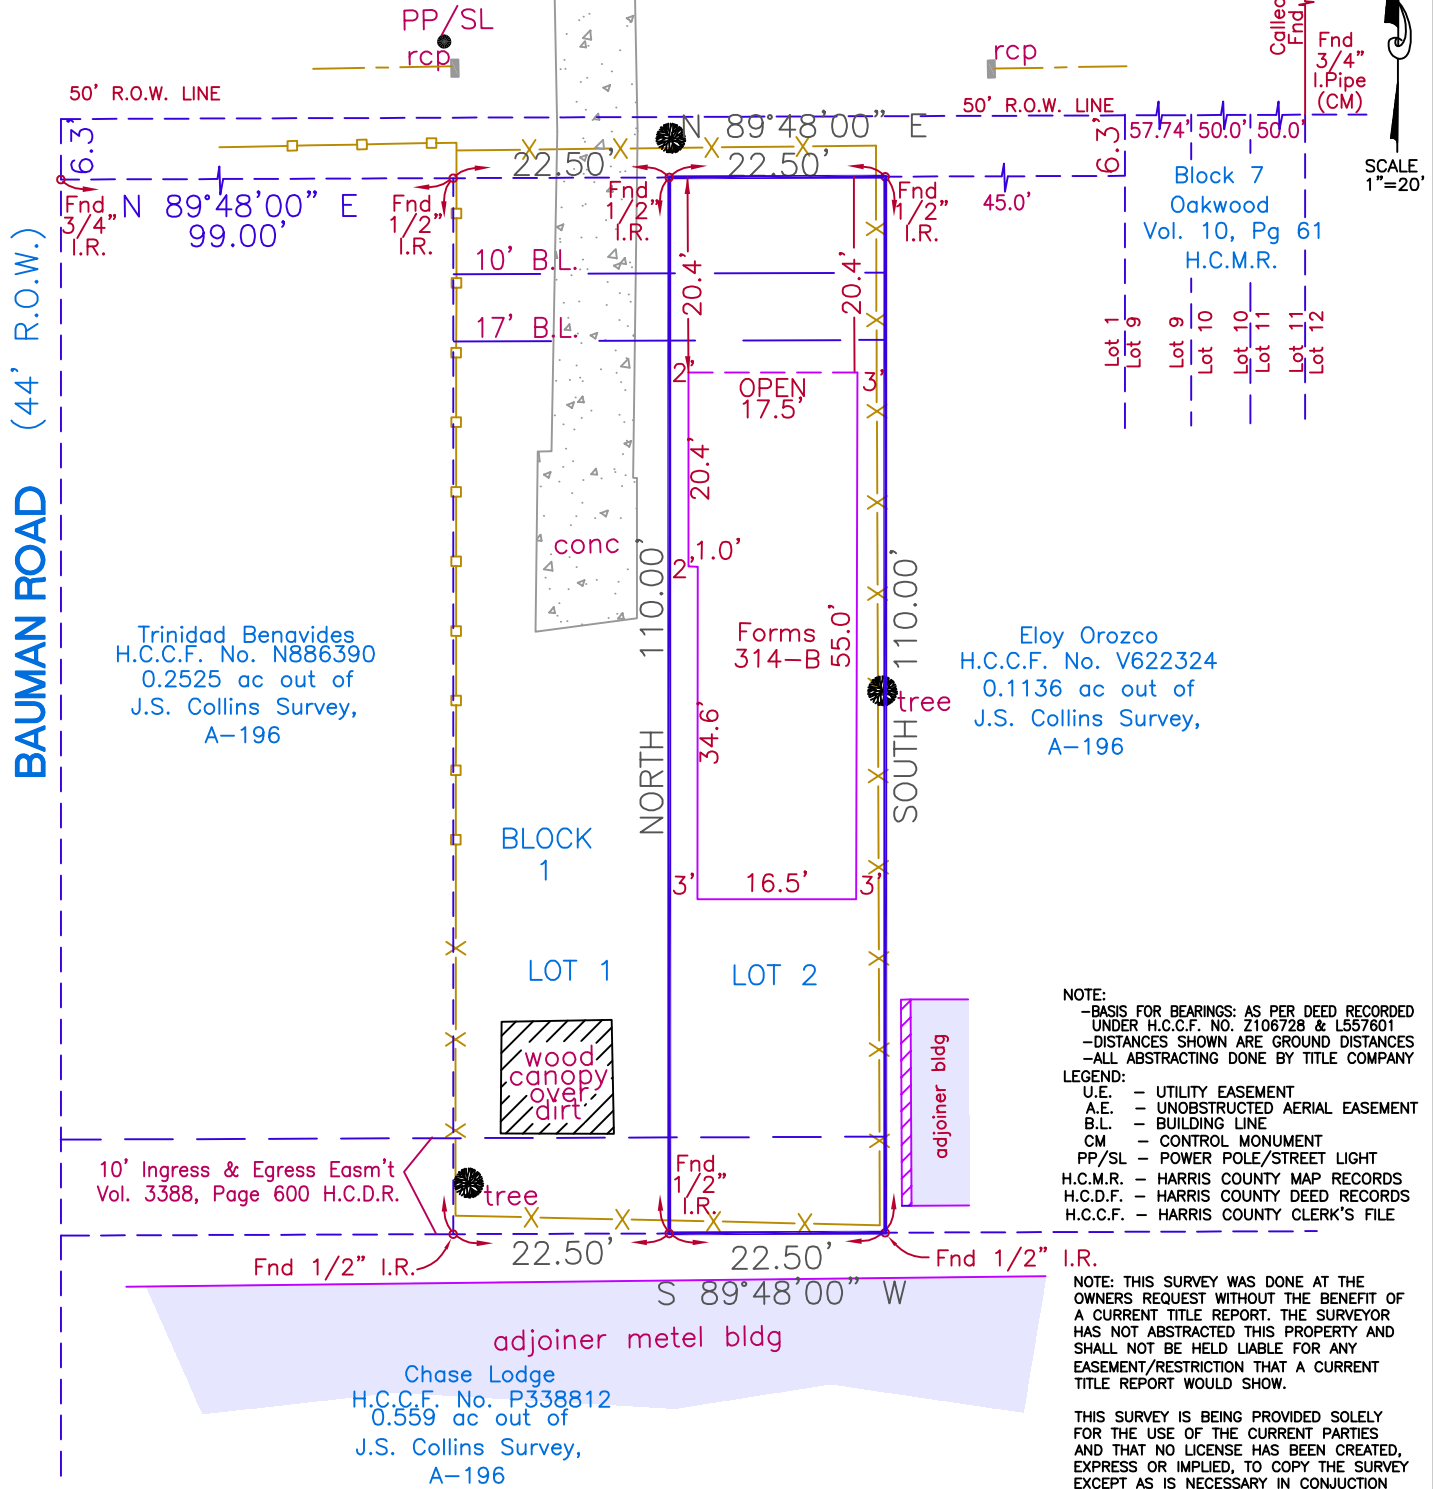 PP/SL
rcp
rcp
Called
Fnd
Fnd
3/4"
I.Pipe
(CM)
SCALE
1"=20'
50' R.O.W. LINE
50' R.O.W. LINE
6.3'
N 89°48'00" E
22.50'
22.50'
6.3'
57.74'
50.0'
50.0'
Fnd
3/4"
I.R.
N 89°48'00" E
99.00'
Fnd
1/2"
I.R.
Fnd
1/2"
I.R.
Fnd
1/2"
I.R.
45.0'
Block 7
Oakwood
Vol. 10, Pg 61
H.C.M.R.
Lot 1
Lot 9
Lot 9
Lot 10
Lot 10
Lot 11
Lot 11
Lot 12
10' B.L.
17' B.L.
20.4'
20.4'
2'
OPEN
17.5'
3'
20.4'
2'
1.0'
conc
BAUMAN ROAD (44' R.O.W.)
NORTH 110.00'
SOUTH 110.00'
Forms
314-B
55.0'
34.6'
tree
Trinidad Benavides
H.C.C.F. No. N886390
0.2525 ac out of
J.S. Collins Survey,
A-196
Eloy Orozco
H.C.C.F. No. V622324
0.1136 ac out of
J.S. Collins Survey,
A-196
BLOCK
1
3'
16.5'
3'
LOT 1
LOT 2
wood
canopy
over
dirt
adjoiner bldg
10' Ingress & Egress Easm't
Vol. 3388, Page 600 H.C.D.R.
tree
Fnd
1/2"
I.R.
Fnd 1/2" I.R.
22.50'
22.50'
S 89°48'00" W
Fnd 1/2" I.R.
adjoiner metel bldg
Chase Lodge
H.C.C.F. No. P338812
0.559 ac out of
J.S. Collins Survey,
A-196
NOTE:
-BASIS FOR BEARINGS: AS PER DEED RECORDED
UNDER H.C.C.F. NO. Z106728 & L557601
-DISTANCES SHOWN ARE GROUND DISTANCES
-ALL ABSTRACTING DONE BY TITLE COMPANY
LEGEND:
U.E. - UTILITY EASEMENT
A.E. - UNOBSTRUCTED AERIAL EASEMENT
B.L. - BUILDING LINE
CM - CONTROL MONUMENT
PP/SL - POWER POLE/STREET LIGHT
H.C.M.R. - HARRIS COUNTY MAP RECORDS
H.C.D.F. - HARRIS COUNTY DEED RECORDS
H.C.C.F. - HARRIS COUNTY CLERK'S FILE
NOTE: THIS SURVEY WAS DONE AT THE
OWNERS REQUEST WITHOUT THE BENEFIT OF
A CURRENT TITLE REPORT. THE SURVEYOR
HAS NOT ABSTRACTED THIS PROPERTY AND
SHALL NOT BE HELD LIABLE FOR ANY
EASEMENT/RESTRICTION THAT A CURRENT
TITLE REPORT WOULD SHOW.
THIS SURVEY IS BEING PROVIDED SOLELY
FOR THE USE OF THE CURRENT PARTIES
AND THAT NO LICENSE HAS BEEN CREATED,
EXPRESS OR IMPLIED, TO COPY THE SURVEY
EXCEPT AS IS NECESSARY IN CONJUCTION